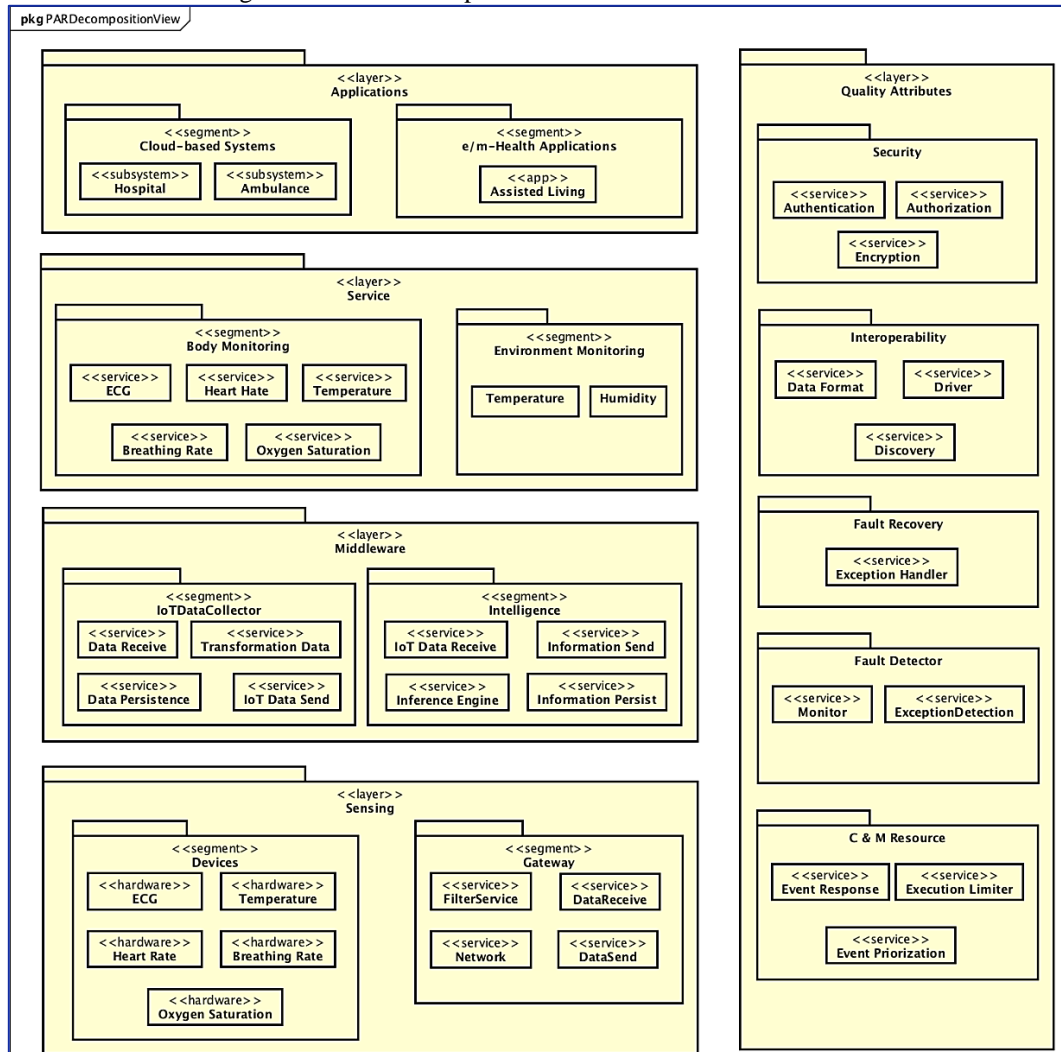 pkg PARDecompositionView
<<layer>>
Applications
<<segment>>
Cloud-based Systems
<<subsystem>>
Hospital
<<subsystem>>
Ambulance
<<segment>>
e/m-Health Applications
<<app>>
Assisted Living
<<layer>>
Service
<<segment>>
Body Monitoring
<<service>>
ECG
<<service>>
Heart Hate
<<service>>
Temperature
<<service>>
Breathing Rate
<<service>>
Oxygen Saturation
<<segment>>
Environment Monitoring
Temperature
Humidity
<<layer>>
Middleware
<<segment>>
IoTDataCollector
<<service>>
Data Receive
<<service>>
Transformation Data
<<service>>
Data Persistence
<<service>>
IoT Data Send
<<segment>>
Intelligence
<<service>>
IoT Data Receive
<<service>>
Information Send
<<service>>
Inference Engine
<<service>>
Information Persist
<<layer>>
Sensing
<<segment>>
Devices
<<hardware>>
ECG
<<hardware>>
Temperature
<<hardware>>
Heart Rate
<<hardware>>
Breathing Rate
<<hardware>>
Oxygen Saturation
<<segment>>
Gateway
<<service>>
FilterService
<<service>>
DataReceive
<<service>>
Network
<<service>>
DataSend
<<layer>>
Quality Attributes
Security
<<service>>
Authentication
<<service>>
Authorization
<<service>>
Encryption
Interoperability
<<service>>
Data Format
<<service>>
Driver
<<service>>
Discovery
Fault Recovery
<<service>>
Exception Handler
Fault Detector
<<service>>
Monitor
<<service>>
ExceptionDetection
C & M Resource
<<service>>
Event Response
<<service>>
Execution Limiter
<<service>>
Event Priorization